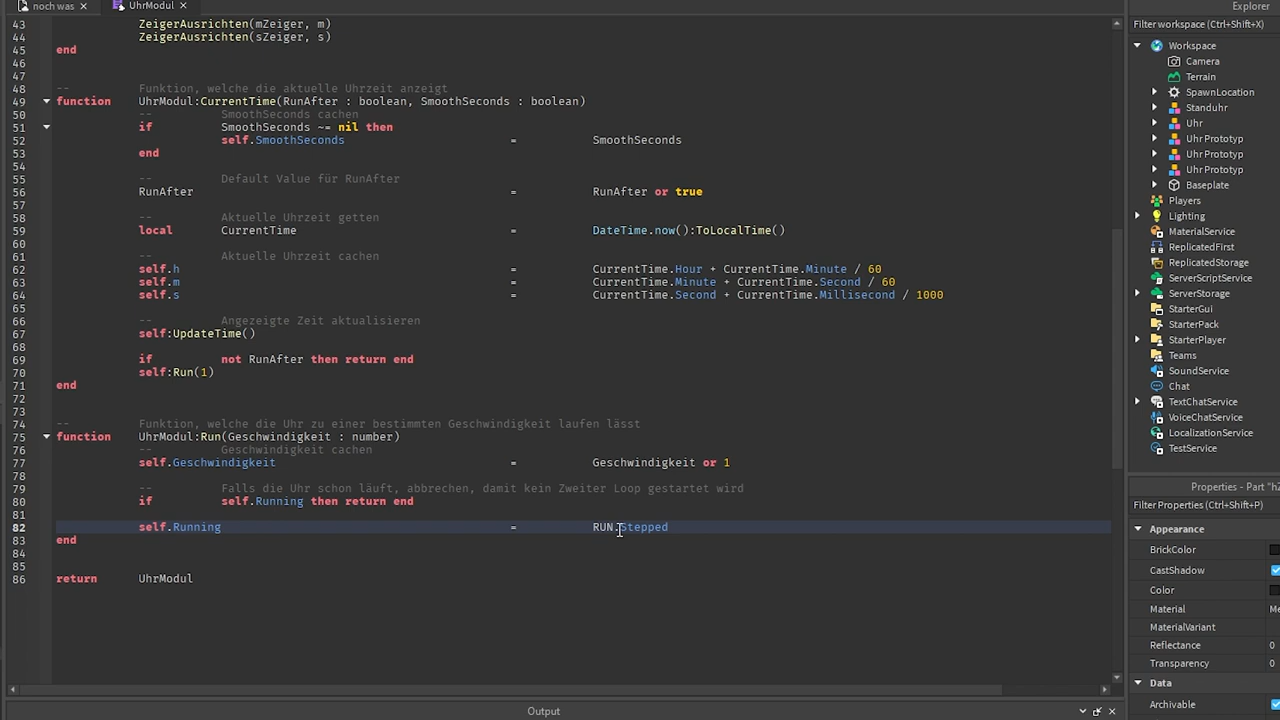 noch was ×
UhrModul ×
Explorer
43 ZeigerAusrichten(mZeiger, m)
44 ZeigerAusrichten(sZeiger, s)
45 end
46
47
48 -- Funktion, welche die aktuelle Uhrzeit anzeigt
49 function UhrModul:CurrentTime(RunAfter : boolean, SmoothSeconds : boolean)
50 -- SmoothSeconds cachen
51 if SmoothSeconds ~= nil then
52 self.SmoothSeconds = SmoothSeconds
53 end
54
55 -- Default Value für RunAfter
56 RunAfter = RunAfter or true
57
58 -- Aktuelle Uhrzeit getten
59 local CurrentTime = DateTime.now():ToLocalTime()
60
61 -- Aktuelle Uhrzeit cachen
62 self.h = CurrentTime.Hour + CurrentTime.Minute / 60
63 self.m = CurrentTime.Minute + CurrentTime.Second / 60
64 self.s = CurrentTime.Second + CurrentTime.Millisecond / 1000
65
66 -- Angezeigte Zeit aktualisieren
67 self:UpdateTime()
68
69 if not RunAfter then return end
70 self:Run(1)
71 end
72
73
74 -- Funktion, welche die Uhr zu einer bestimmten Geschwindigkeit laufen lässt
75 function UhrModul:Run(Geschwindigkeit : number)
76 -- Geschwindigkeit cachen
77 self.Geschwindigkeit = Geschwindigkeit or 1
78
79 -- Falls die Uhr schon läuft, abbrechen, damit kein Zweiter Loop gestartet wird
80 if self.Running then return end
81
82 self.Running = RUN.Stepped
83 end
84
85
86 return UhrModul
Filter workspace (Ctrl+Shift+X)
Workspace
Camera
Terrain
SpawnLocation
Standuhr
Uhr
Uhr Prototyp
Uhr Prototyp
Uhr Prototyp
Baseplate
Players
Lighting
MaterialService
ReplicatedFirst
ReplicatedStorage
ServerScriptService
ServerStorage
StarterGui
StarterPack
StarterPlayer
Teams
SoundService
Chat
TextChatService
VoiceChatService
LocalizationService
TestService
Properties - Part "h2
Filter Properties (Ctrl+Shift+P)
Appearance
BrickColor
CastShadow
Color
Material Me
MaterialVariant
Reflectance 0
Transparency 0
Data
Archivable
Output